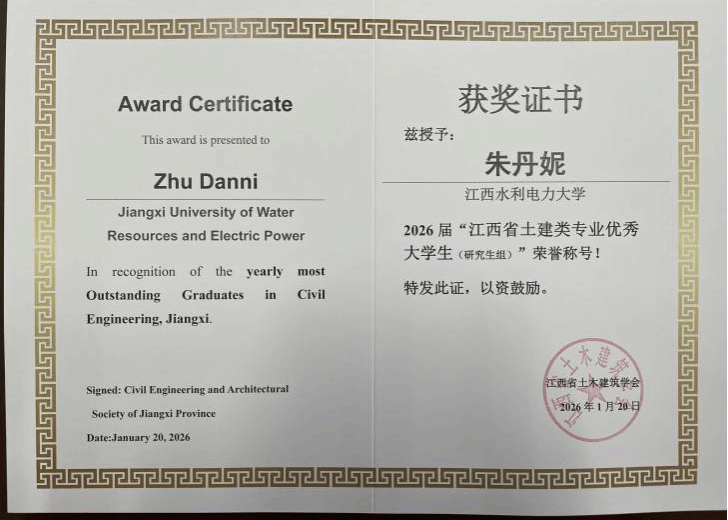 Award Certificate
This award is presented to
Zhu Danni
Jiangxi University of Water
Resources and Electric Power
In recognition of the yearly most
Outstanding Graduates in Civil
Engineering, Jiangxi.
Signed: Civil Engineering and Architectural
Society of Jiangxi Province
Date:January 20, 2026
获奖证书
兹授予：
朱丹妮
江西水利电力大学
2026 届“江西省土建类专业优秀
大学生（研究生组）”荣誉称号！
特发此证，以资鼓励。
江西省土木建筑学会
2026 年 1 月 20 日